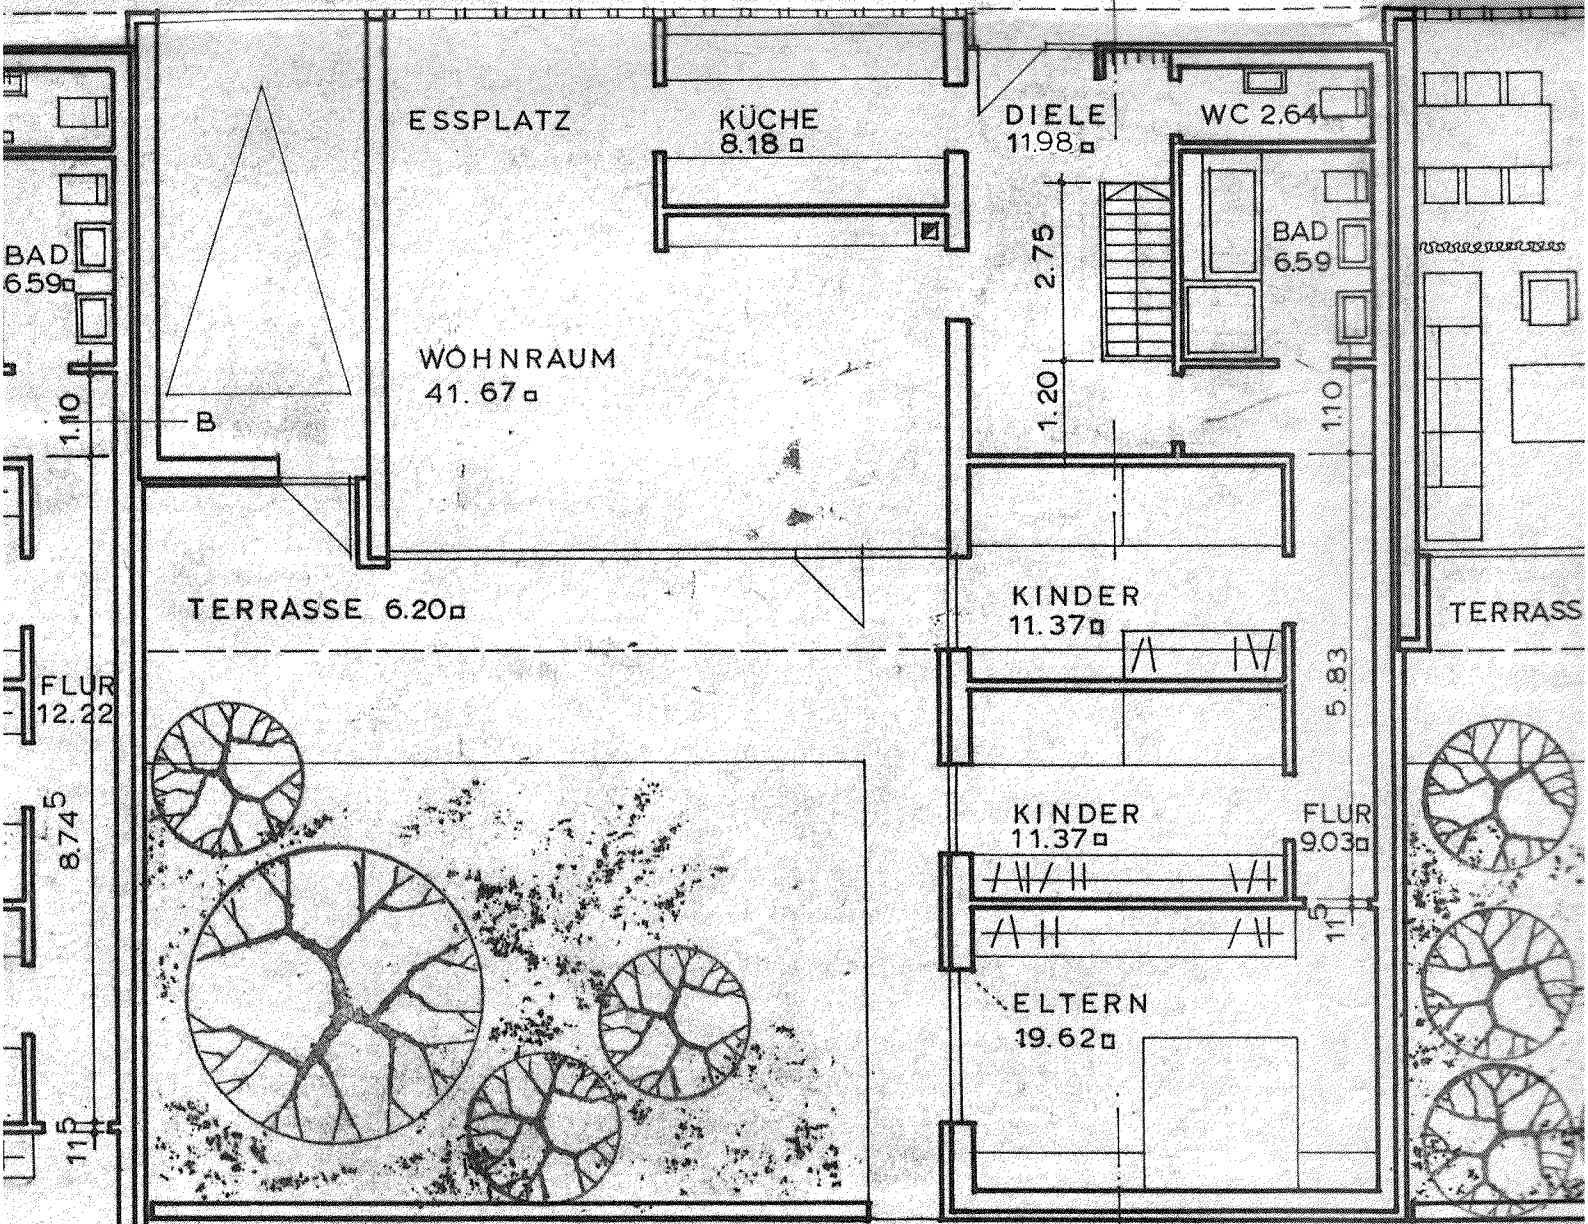 ESSPLATZ
KÜCHE
8.18
DIELE
11.98
WC 2.64
BAD
6.59
BAD
6.59
2.75
WOHNRAUM
41.67
1.20
1.10
1.10
B
KINDER
11.37
TERRASSE 6.20
TERRASS
5.83
FLUR
12.22
8.74⁵
KINDER
11.37
FLUR
9.03
11⁵
ELTERN
19.62
11⁵